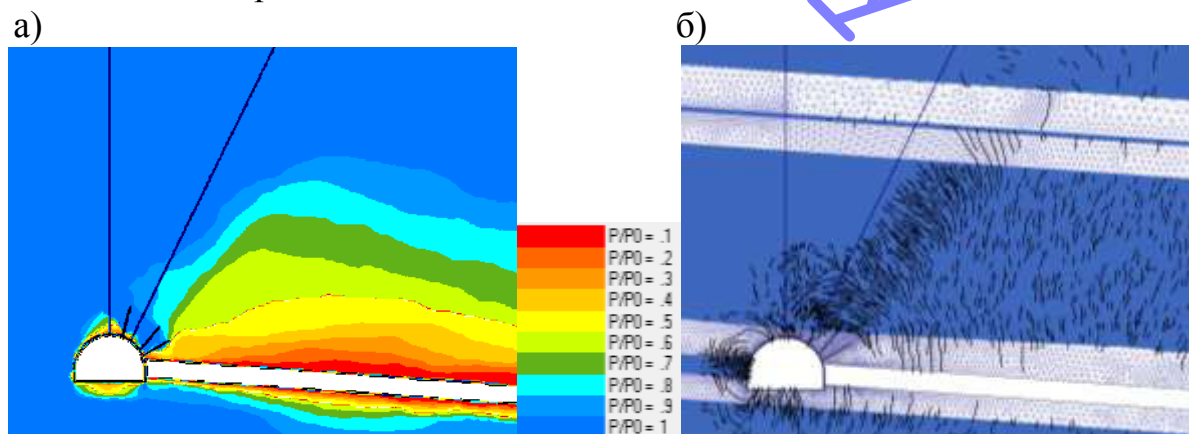 а)
б)
P/P0 = .1
P/P0 = .2
P/P0 = .3
P/P0 = .4
P/P0 = .5
P/P0 = .6
P/P0 = .7
P/P0 = .8
P/P0 = .9
P/P0 = 1